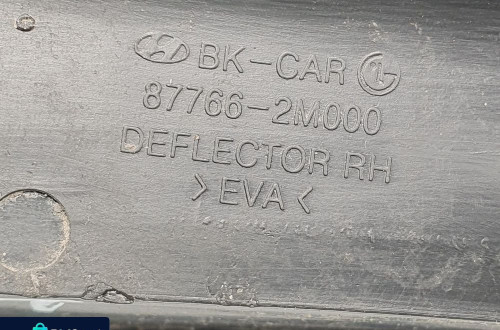 BK-CAR
87766-2M000
DEFLECTOR RH
>EVA<